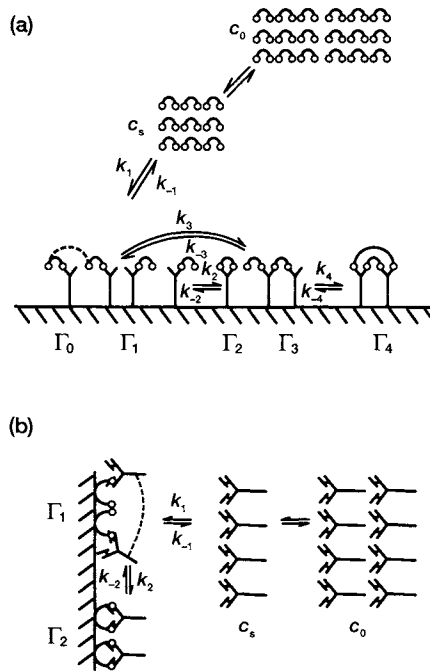 (a)
c₀
cₛ
k₁
k₋₁
k₃
k₋₃
k₂
k₋₂
k₄
k₋₄
Γ₀ Γ₁ Γ₂ Γ₃ Γ₄
(b)
Γ₁
k₁
k₋₁
k₋₂ k₂
Γ₂
cₛ c₀